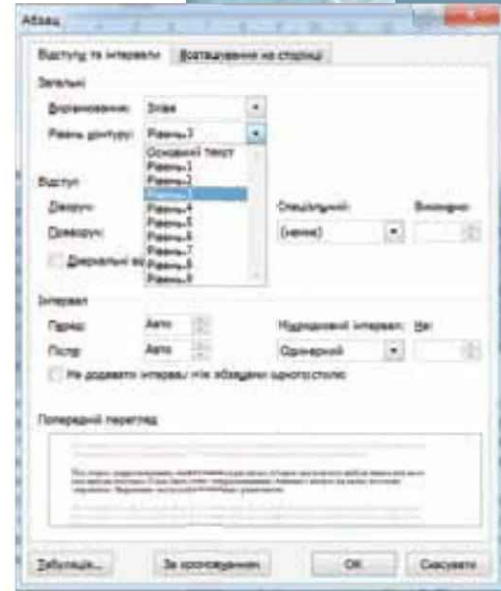 Абзац
Відступи та інтервали Розташування на сторінці
Загальні
Вирівнювання: Зліва
Рівень контуру: Рівень 3
Основний текст
Рівень 1
Рівень 2
Рівень 3
Відступ Рівень 4
Ліворуч: Рівень 5 Спеціальний: Величина:
Праворуч: Рівень 6 (немає)
Рівень 7
Дзеркальні Рівень 8
Рівень 9
Інтервал
Перед: Авто Міжрядковий інтервал: На:
Після: Авто Одинарний
Не додавати інтервал між абзацами одного стилю
Попередній перегляд
Табуляція... За промовчанням ОК Скасувати